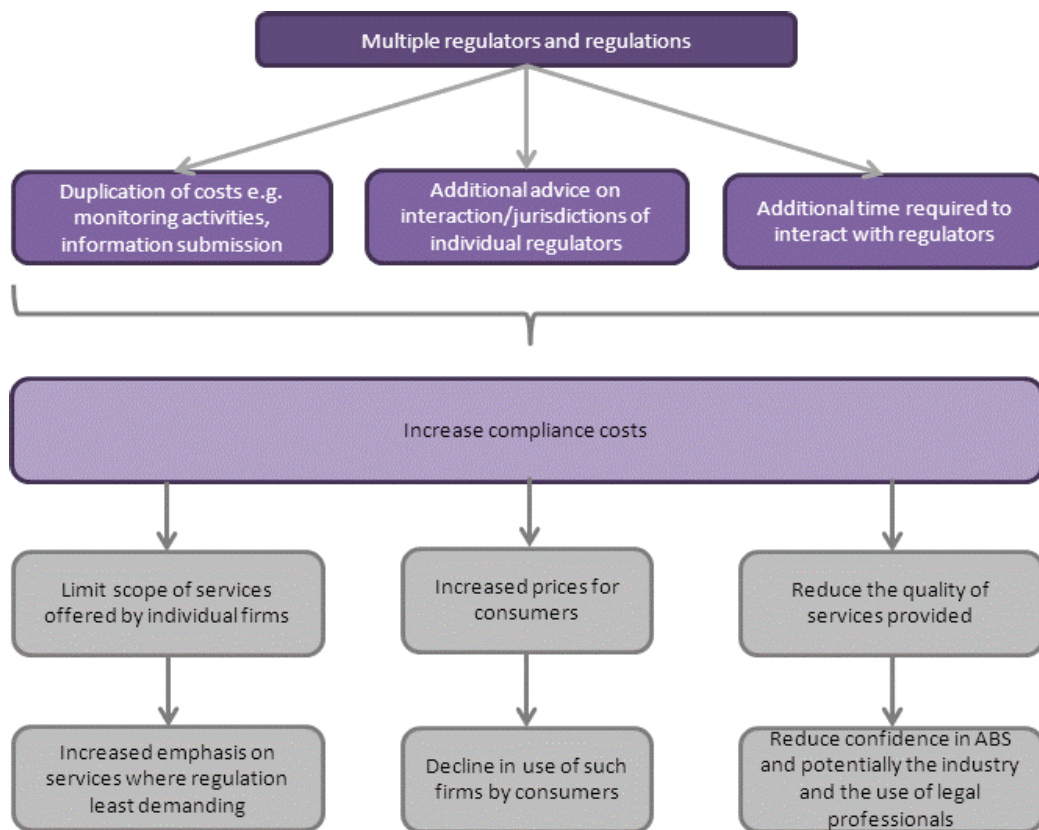 Multiple regulators and regulations
Duplication of costs e.g.
monitoring activities,
information submission
Additional advice on
interaction/jurisdictions of
individual regulators
Additional time required to
interact with regulators
Increase compliance costs
Limit scope of services
offered by individual firms
Increased prices for
consumers
Reduce the quality of
services provided
Increased emphasis on
services where regulation
least demanding
Decline in use of such
firms by consumers
Reduce confidence in ABS
and potentially the industry
and the use of legal
professionals